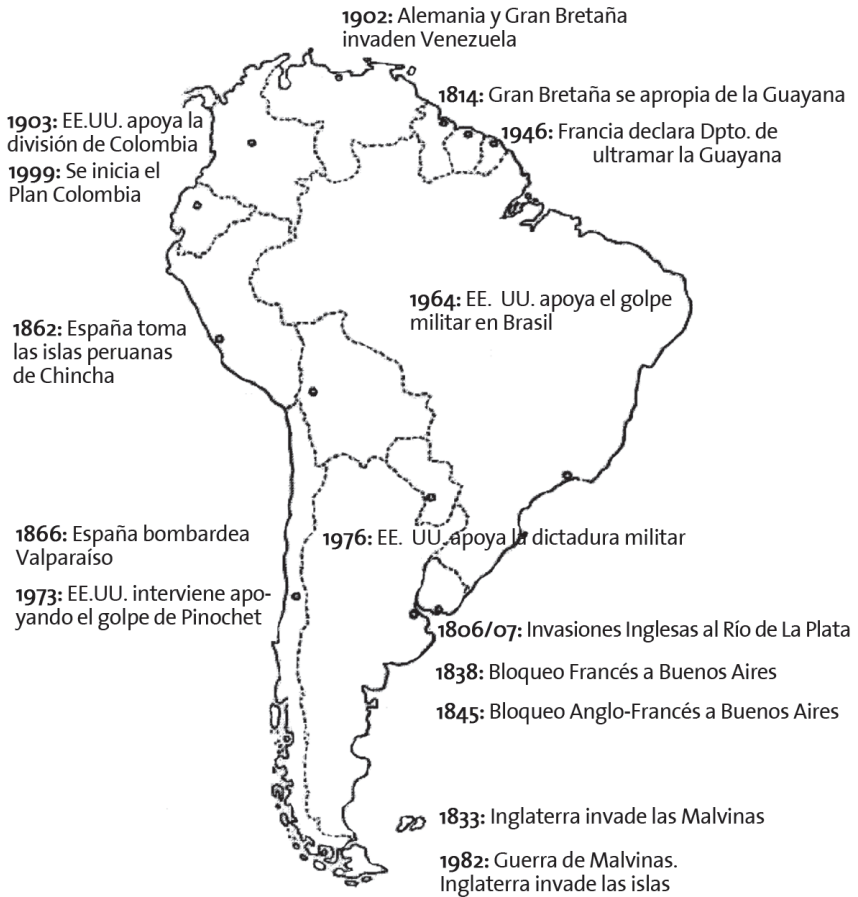 1902: Alemania y Gran Bretaña
invaden Venezuela
1814: Gran Bretaña se apropia de la Guayana
1903: EE.UU. apoya la
división de Colombia
1946: Francia declara Dpto. de
ultramar la Guayana
1999: Se inicia el
Plan Colombia
1964: EE. UU. apoya el golpe
militar en Brasil
1862: España toma
las islas peruanas
de Chincha
1866: España bombardea
Valparaíso
1976: EE. UU. apoya la dictadura militar
1973: EE.UU. interviene apo-
yando el golpe de Pinochet
1806/07: Invasiones Inglesas al Río de La Plata
1838: Bloqueo Francés a Buenos Aires
1845: Bloqueo Anglo-Francés a Buenos Aires
1833: Inglaterra invade las Malvinas
1982: Guerra de Malvinas.
Inglaterra invade las islas